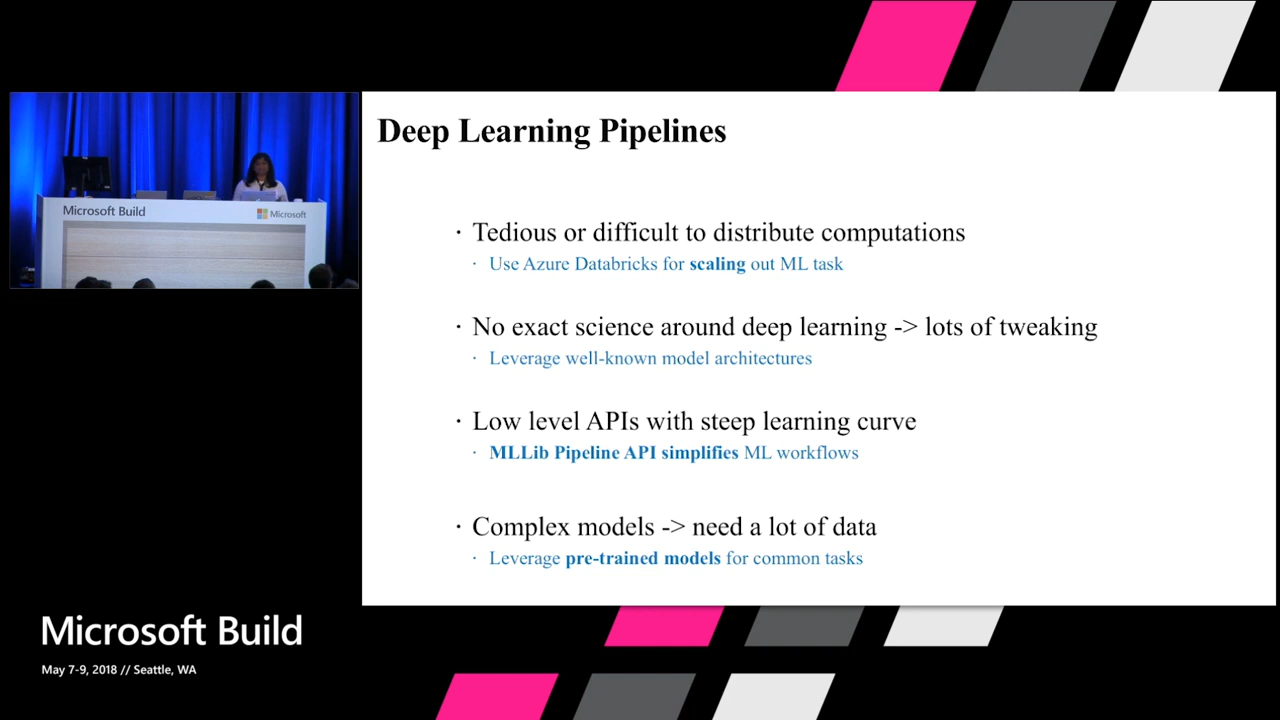 Deep Learning Pipelines
· Tedious or difficult to distribute computations
· Use Azure Databricks for scaling out ML task
· No exact science around deep learning -> lots of tweaking
· Leverage well-known model architectures
· Low level APIs with steep learning curve
· MLLib Pipeline API simplifies ML workflows
· Complex models -> need a lot of data
· Leverage pre-trained models for common tasks
Microsoft Build
Microsoft
Microsoft Build
May 7-9, 2018 // Seattle, WA